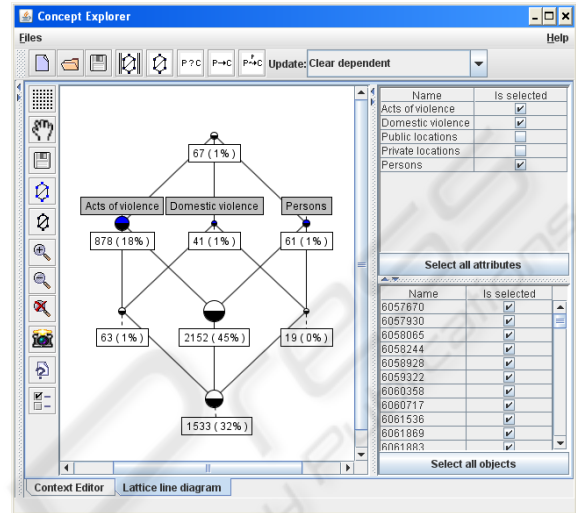 Concept Explorer
Files Help
P?C P→C P→C Update: Clear dependent
67 ( 1% )
Acts of violence Domestic violence Persons
878 ( 18% ) 41 ( 1% ) 61 ( 1% )
63 ( 1% ) 2152 ( 45% ) 19 ( 0% )
1533 ( 32% )
Name Is selected
Acts of violence
Domestic violence
Public locations
Private locations
Persons
Select all attributes
Name Is selected
6057670
6057930
6058065
6058244
6058928
6059322
6060358
6060717
6061536
6061869
6061883
Select all objects
Context Editor Lattice line diagram